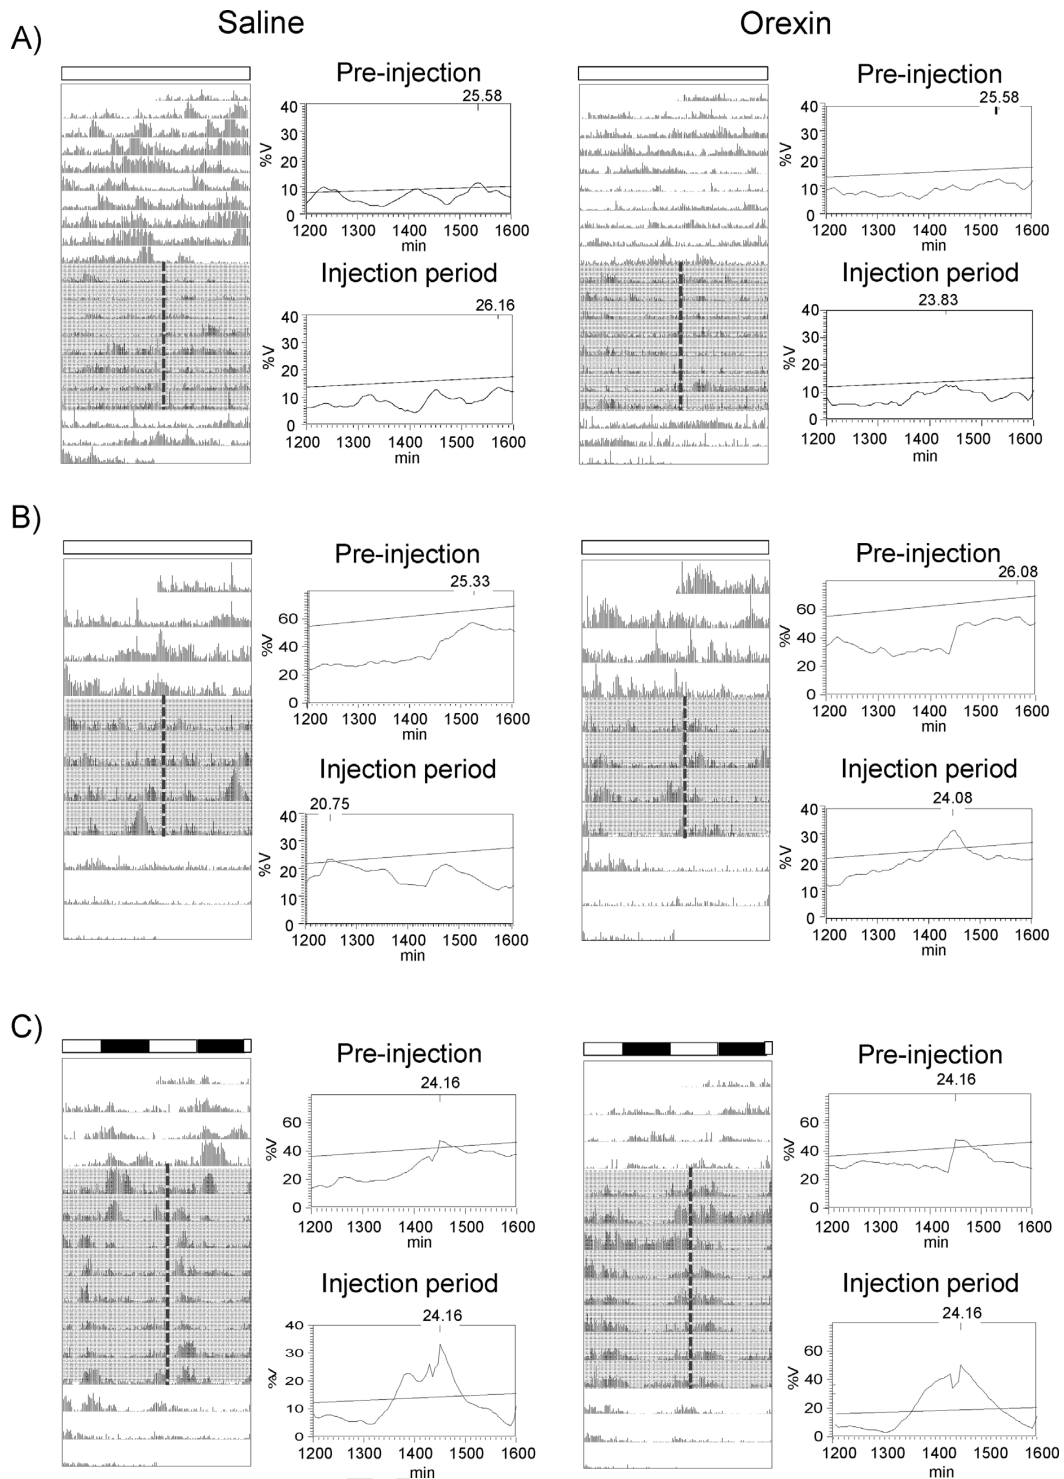 Saline Orexin
A)
Pre-injection Pre-injection
25.58 25.58
40 40
30 30
%V %V
20 20
10 10
0 0
1200 1300 1400 1500 1600 1200 1300 1400 1500 1600
min min
Injection period Injection period
26.16 23.83
40 40
30 30
%V %V
20 20
10 10
0 0
1200 1300 1400 1500 1600 1200 1300 1400 1500 1600
min min
B)
Pre-injection Pre-injection
25.33 26.08
60 60
%V %V
40 40
20 20
0 0
1200 1300 1400 1500 1600 1200 1300 1400 1500 1600
min min
Injection period Injection period
20.75 24.08
40 40
30 30
%V %V
20 20
10 10
0 0
1200 1300 1400 1500 1600 1200 1300 1400 1500 1600
min min
C)
Pre-injection Pre-injection
24.16 24.16
60 60
%V %V
40 40
20 20
0 0
1200 1300 1400 1500 1600 1200 1300 1400 1500 1600
min min
Injection period Injection period
24.16 24.16
40
30 60
%V %V
20 40
10 20
0 0
1200 1300 1400 1500 1600 1200 1300 1400 1500 1600
min min